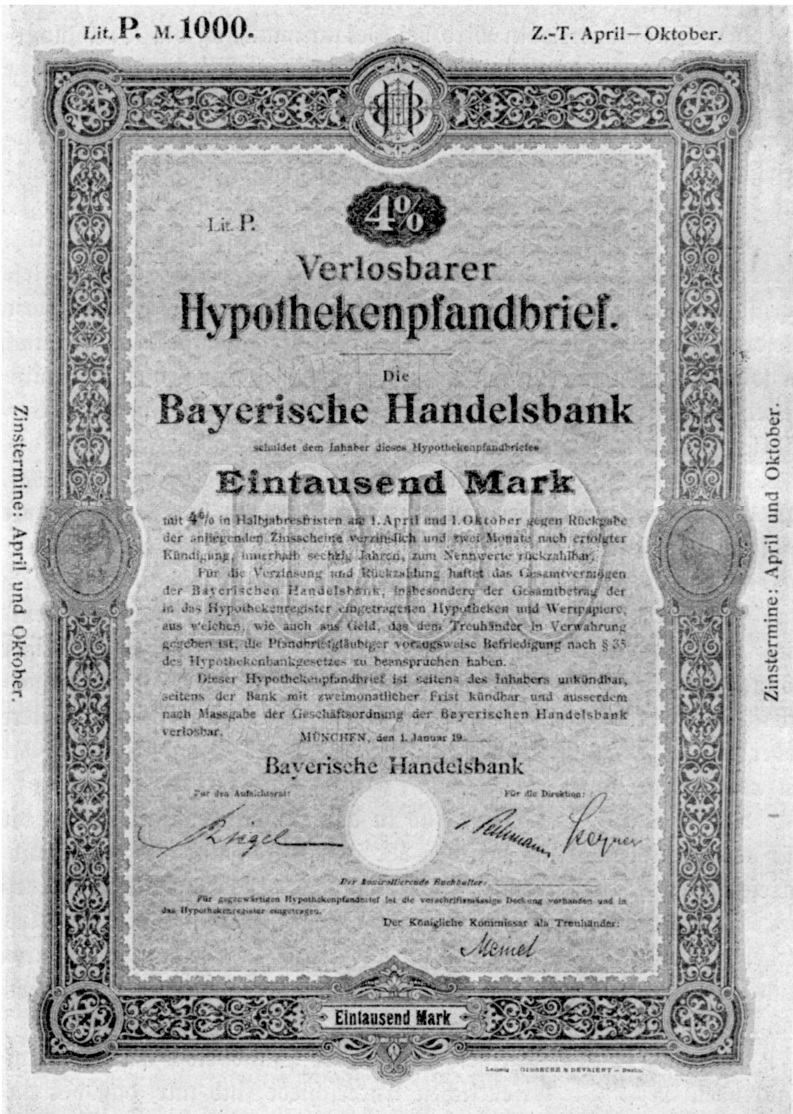 Lit. P. M. 1000.
Z.-T. April—Oktober.
Lit. P.
4%
Verlosbarer
Hypothekenpfandbrief.
Die
Bayerische Handelsbank
schuldet dem Inhaber dieses Hypothekenpfandbriefes
Eintausend Mark
mit 4% in Halbjahresfristen am 1. April und 1. Oktober gegen Rückgabe
der anliegenden Zinsscheine verzinslich und zwei Monate nach erfolgter
Kündigung, innerhalb sechzig Jahren, zum Nennwerte rückzahlbar.
Für die Verzinsung und Rückzahlung haftet das Gesamtvermögen
der Bayerischen Handelsbank, insbesondere der Gesamtbetrag der
in das Hypothekenregister eingetragenen Hypotheken und Wertpapiere,
aus welchen, wie auch aus Geld, das dem Treuhänder in Verwahrung
gegeben ist, die Pfandbriefgläubiger vorzugsweise Befriedigung nach § 35
des Hypothekenbankgesetzes zu beanspruchen haben.
Dieser Hypothekenpfandbrief ist seitens des Inhabers unkündbar,
seitens der Bank mit zweimonatlicher Frist kündbar und ausserdem
nach Massgabe der Geschäftsordnung der Bayerischen Handelsbank
verlosbar.
MÜNCHEN, den 1. Januar 19
Bayerische Handelsbank
Für den Aufsichtsrat:
Für die Direktion:
Der kontrollierende Buchhalter:
Für gegenwärtigen Hypothekenpfandbrief ist die vorschriftsmässige Deckung vorhanden und in
das Hypothekenregister eingetragen.
Der Königliche Kommissar als Treuhänder:
Eintausend Mark
Leipzig GIESECKE & DEVRIENT – Berlin.
Zinstermine: April und Oktober.
Zinstermine: April und Oktober.